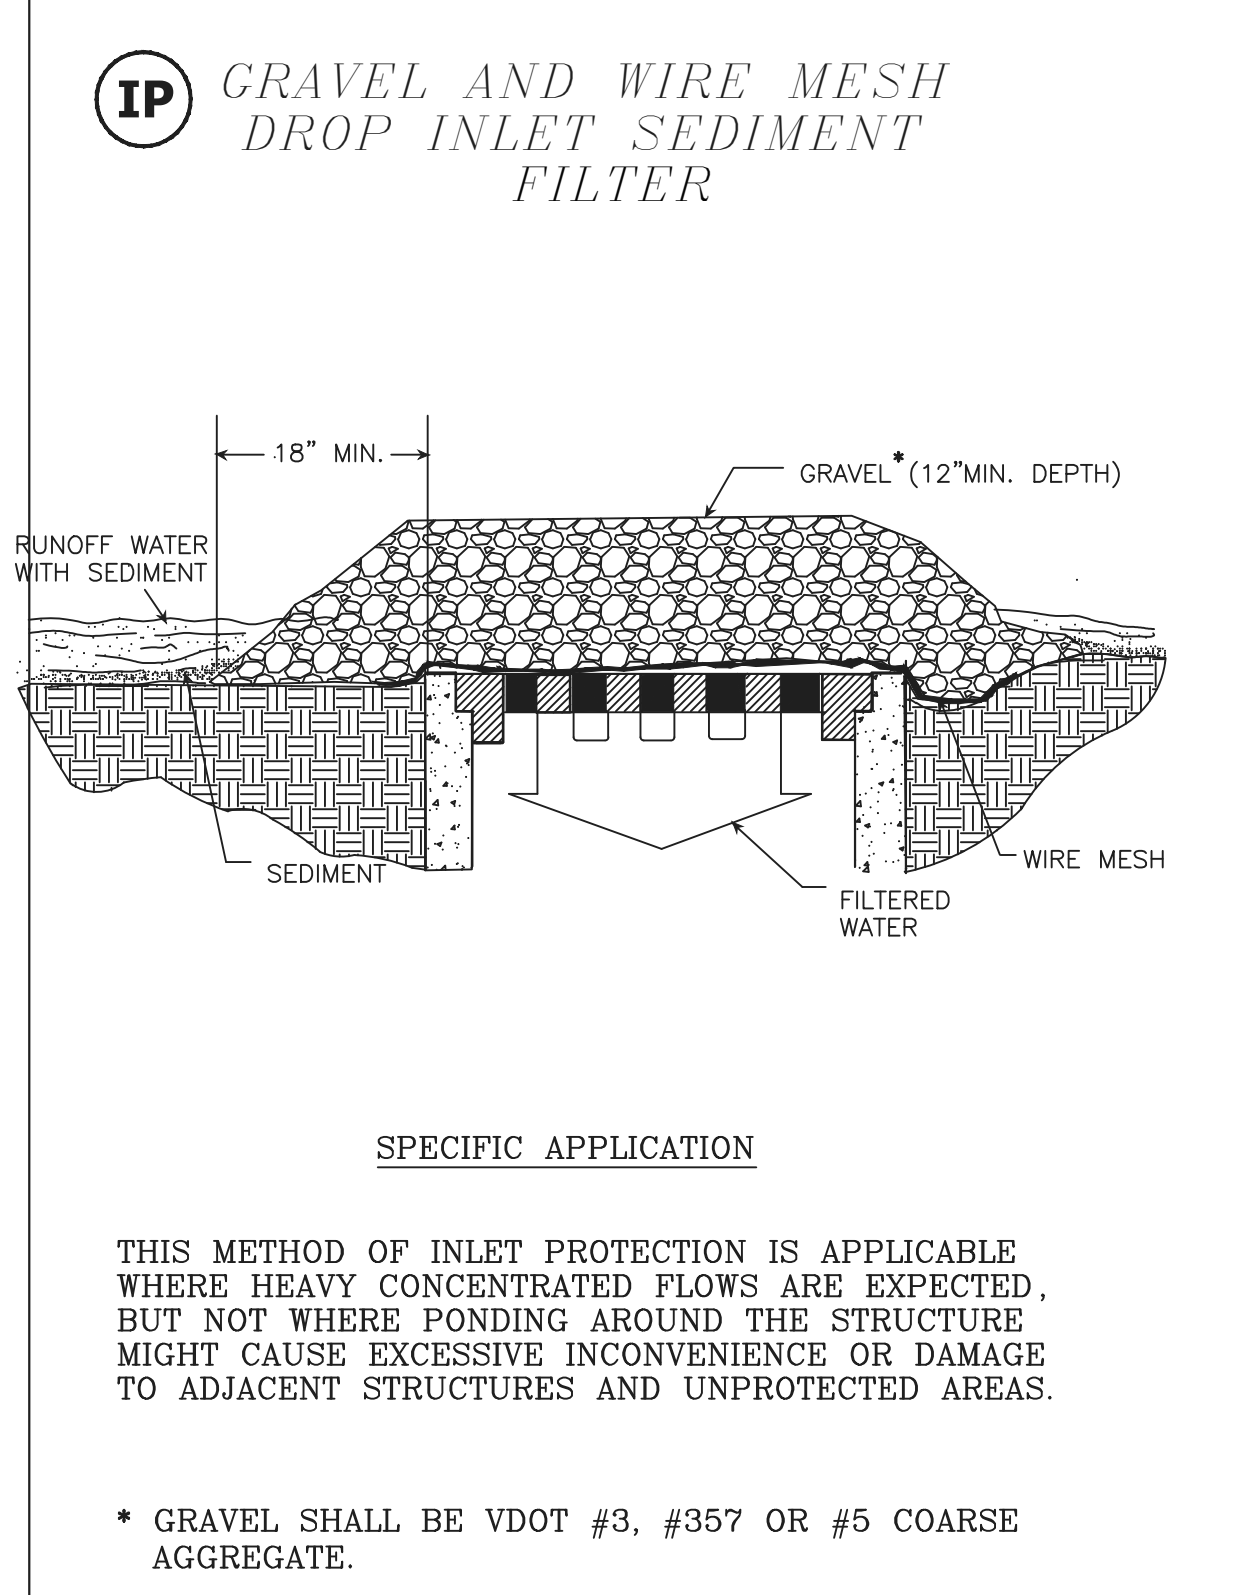 IP
GRAVEL AND WIRE MESH
DROP INLET SEDIMENT
FILTER
18" MIN.
GRAVEL*(12"MIN. DEPTH)
RUNOFF WATER
WITH SEDIMENT
SEDIMENT
WIRE MESH
FILTERED
WATER
SPECIFIC APPLICATION
THIS METHOD OF INLET PROTECTION IS APPLICABLE
WHERE HEAVY CONCENTRATED FLOWS ARE EXPECTED,
BUT NOT WHERE PONDING AROUND THE STRUCTURE
MIGHT CAUSE EXCESSIVE INCONVENIENCE OR DAMAGE
TO ADJACENT STRUCTURES AND UNPROTECTED AREAS.
* GRAVEL SHALL BE VDOT #3, #357 OR #5 COARSE
AGGREGATE.